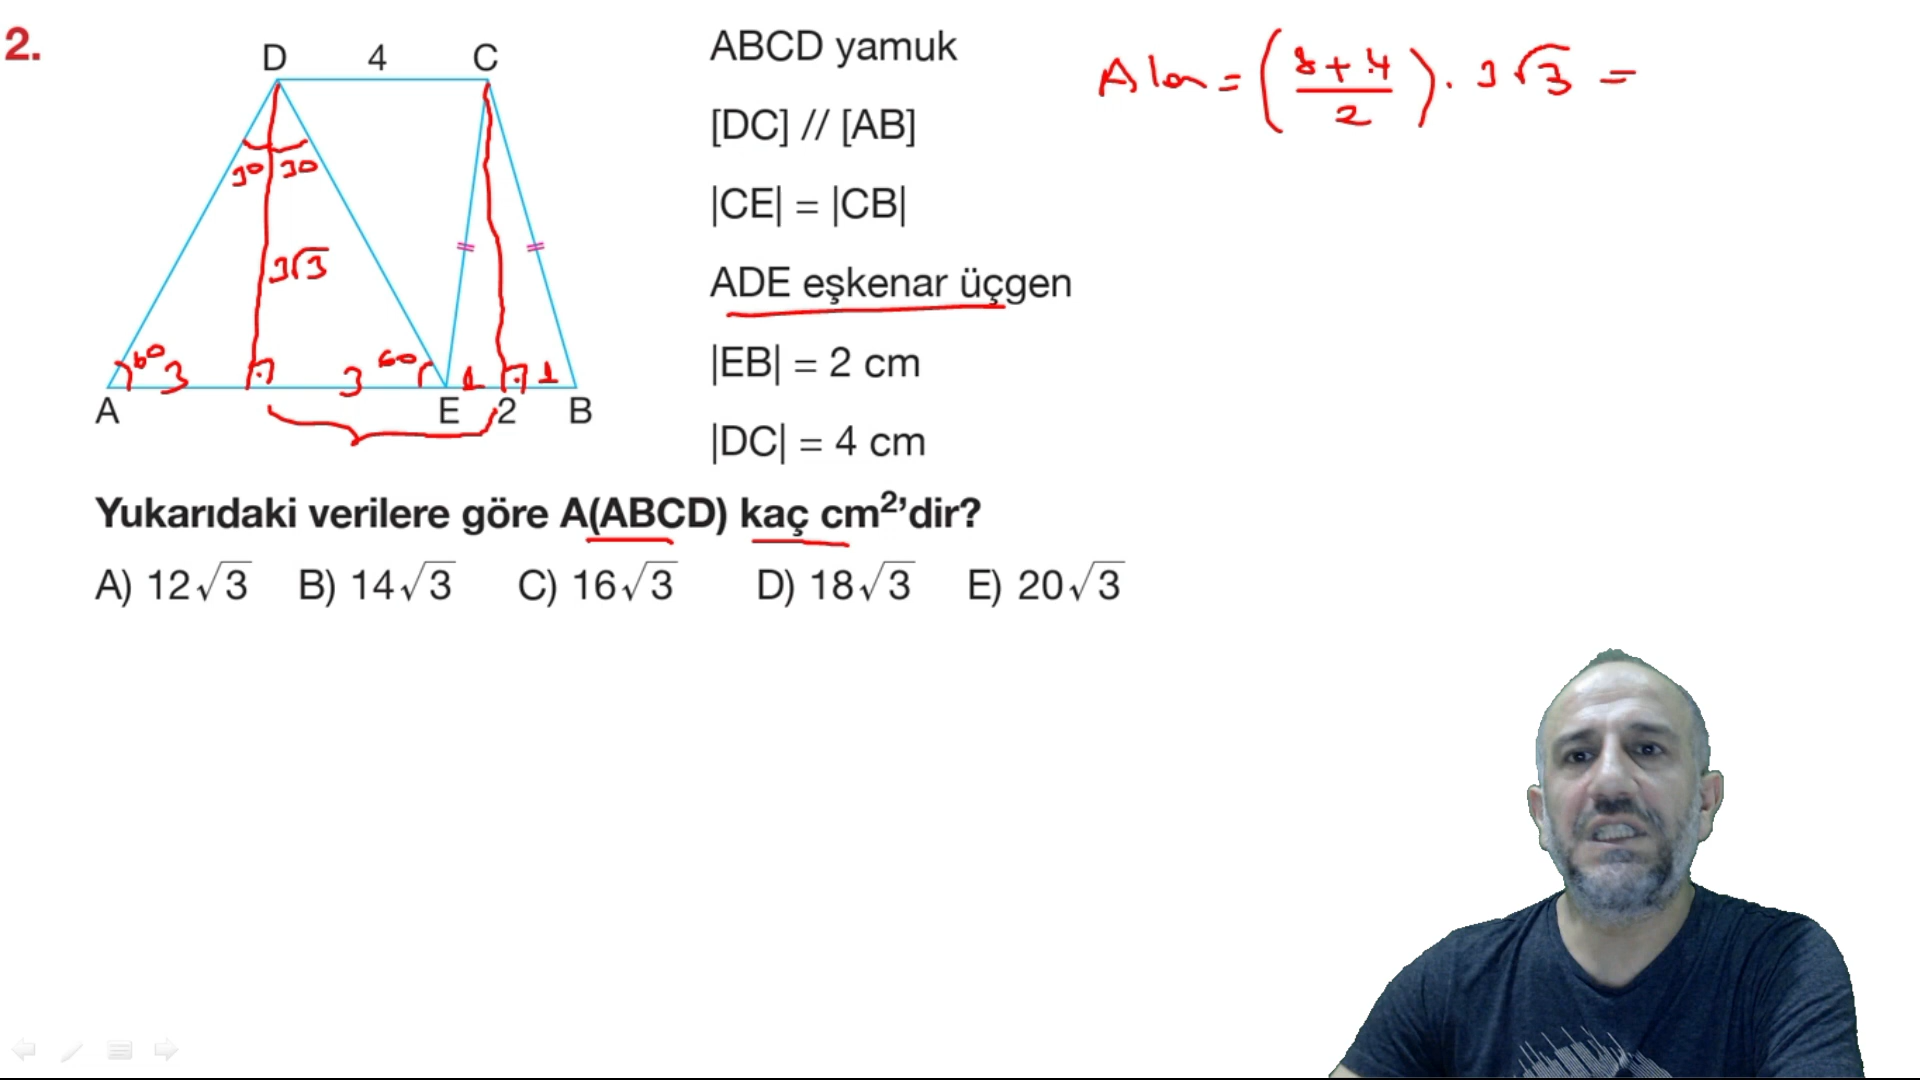 2.
D 4 C
30 30
3√3
60 3 3 60 1 1
A E 2 B
ABCD yamuk
[DC] // [AB]
|CE| = |CB|
ADE eşkenar üçgen
|EB| = 2 cm
|DC| = 4 cm
Alan = (8+4/2) . 3√3 =
Yukarıdaki verilere göre A(ABCD) kaç cm²'dir?
A) 12√3 B) 14√3 C) 16√3 D) 18√3 E) 20√3